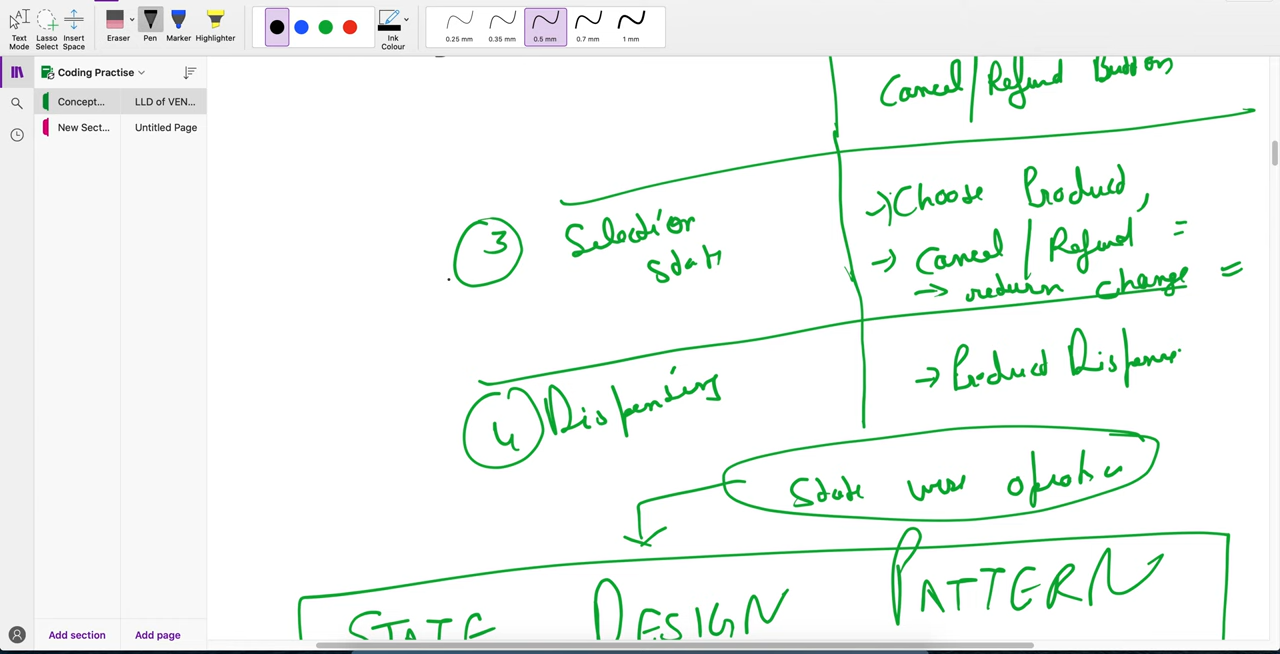 Text Mode
Lasso Select
Insert Space
Eraser
Pen
Marker
Highlighter
Ink Colour
0.25 mm
0.35 mm
0.5 mm
0.7 mm
1 mm
Coding Practise
Concept...
LLD of VEN...
New Sect...
Untitled Page
Cancel/Refund Button
3
Selection
State
→ Choose Product,
→ Cancel / Refund =
→ return change =
4
Dispensing
→ Product Dispense
State wise operation
STATE DESIGN PATTERN
Add section
Add page